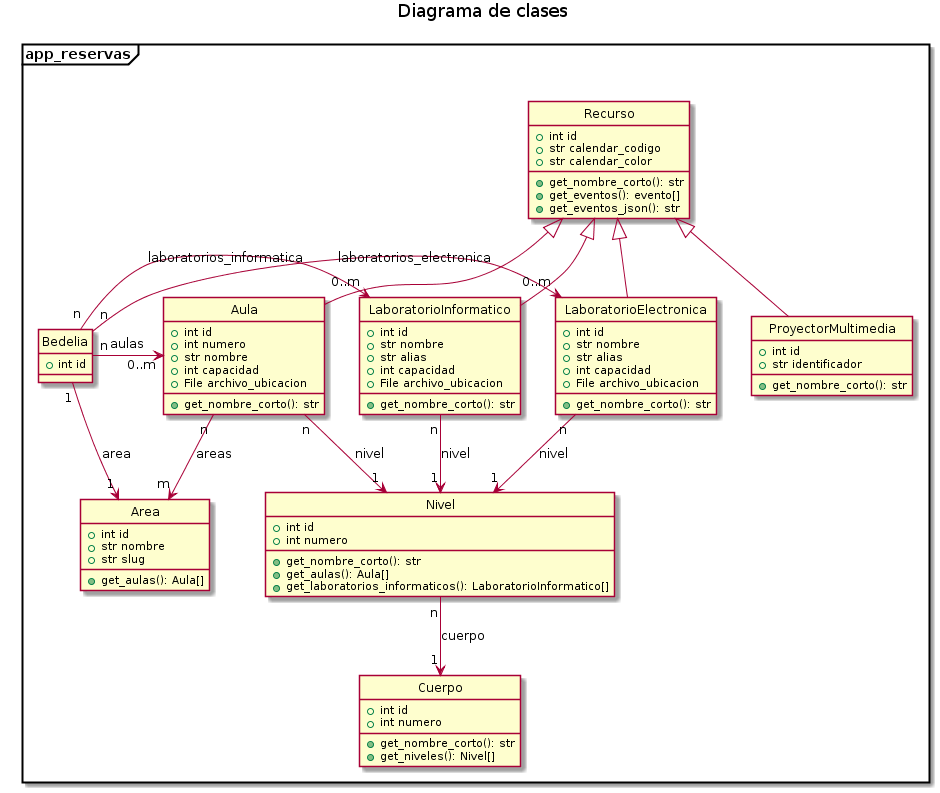 Diagrama de clases
app_reservas
Recurso
int id
str calendar_codigo
str calendar_color
get_nombre_corto(): str
get_eventos(): evento[]
get_eventos_json(): str
laboratorios_informatica
laboratorios_electronica
0..m
0..m
n
n
Bedelia
int id
n
aulas
0..m
Aula
int id
int numero
str nombre
int capacidad
File archivo_ubicacion
get_nombre_corto(): str
LaboratorioInformatico
int id
str nombre
str alias
int capacidad
File archivo_ubicacion
get_nombre_corto(): str
LaboratorioElectronica
int id
str nombre
str alias
int capacidad
File archivo_ubicacion
get_nombre_corto(): str
ProyectorMultimedia
int id
str identificador
get_nombre_corto(): str
1
area
1
n
areas
m
n
nivel
1
n
nivel
1
n
nivel
1
Area
int id
str nombre
str slug
get_aulas(): Aula[]
Nivel
int id
int numero
get_nombre_corto(): str
get_aulas(): Aula[]
get_laboratorios_informaticos(): LaboratorioInformatico[]
n
cuerpo
1
Cuerpo
int id
int numero
get_nombre_corto(): str
get_niveles(): Nivel[]